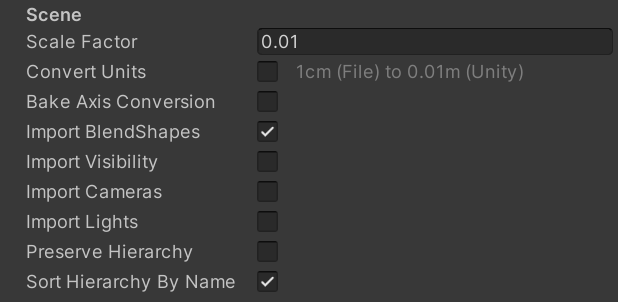 Scene
Scale Factor 0.01
Convert Units 1cm (File) to 0.01m (Unity)
Bake Axis Conversion
Import BlendShapes
Import Visibility
Import Cameras
Import Lights
Preserve Hierarchy
Sort Hierarchy By Name